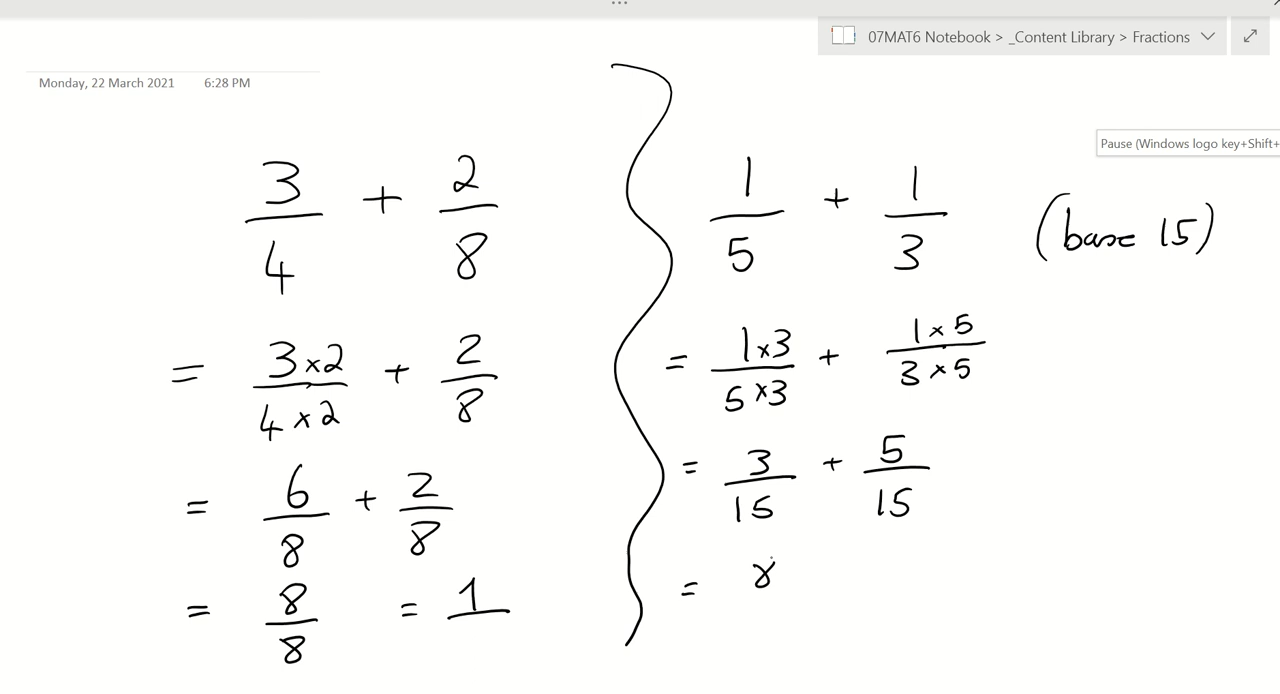 07MAT6 Notebook > _Content Library > Fractions
Monday, 22 March 2021 6:28 PM
Pause (Windows logo key+Shift+
3/4 + 2/8
= 3×2/4×2 + 2/8
= 6/8 + 2/8
= 8/8 = 1
1/5 + 1/3 (base 15)
= 1×3/5×3 + 1×5/3×5
= 3/15 + 5/15
= 8